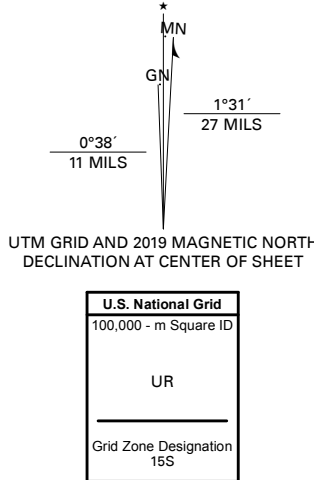 MN
GN
1°31´
27 MILS
0°38´
11 MILS
UTM GRID AND 2019 MAGNETIC NORTH
DECLINATION AT CENTER OF SHEET
U.S. National Grid
100,000 - m Square ID
UR
Grid Zone Designation
15S